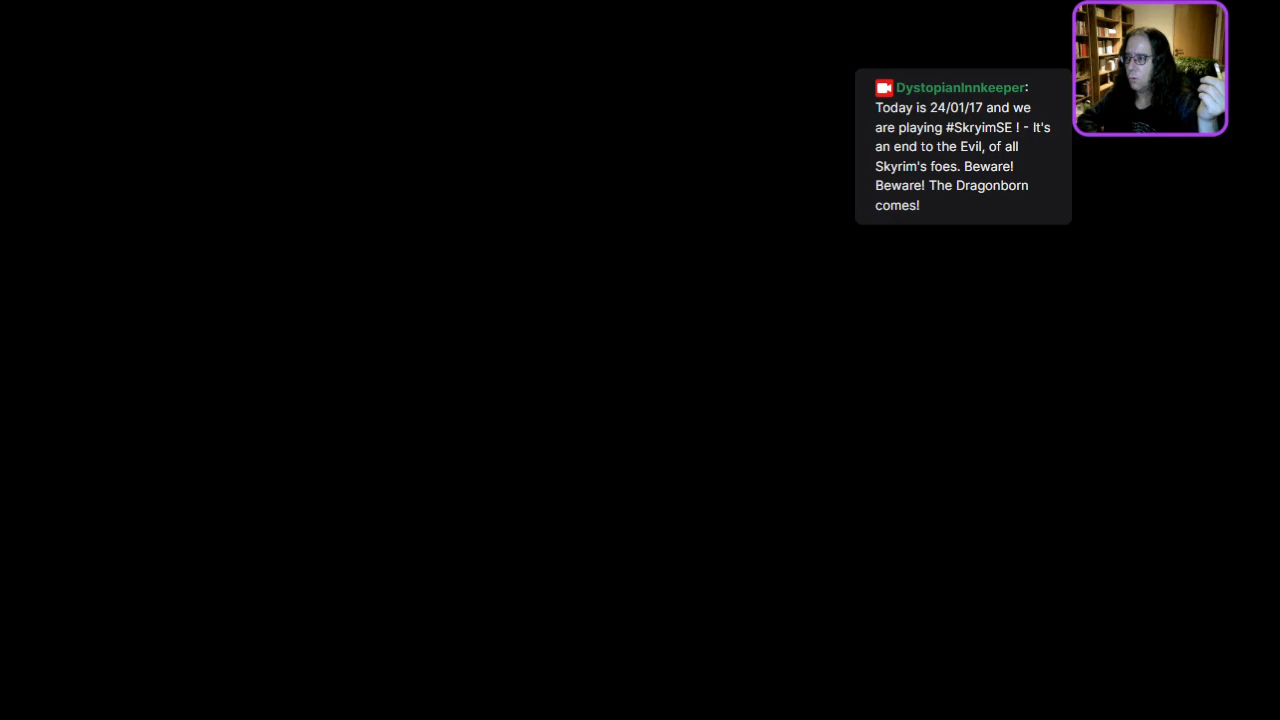 DystopianInnkeeper:
Today is 24/01/17 and we
are playing #SkryimSE ! - It's
an end to the Evil, of all
Skyrim's foes. Beware!
Beware! The Dragonborn
comes!